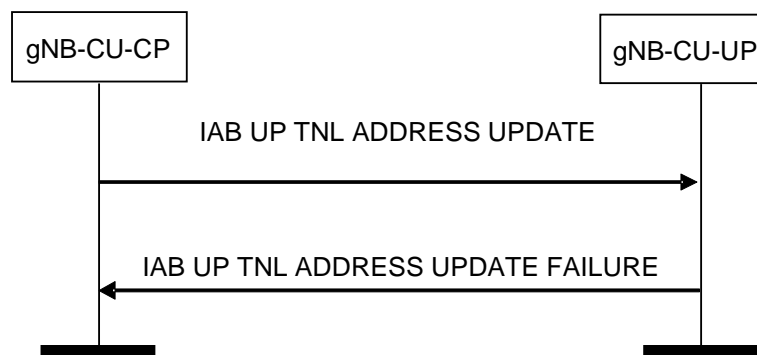 gNB-CU-CP
gNB-CU-UP
IAB UP TNL ADDRESS UPDATE
IAB UP TNL ADDRESS UPDATE FAILURE